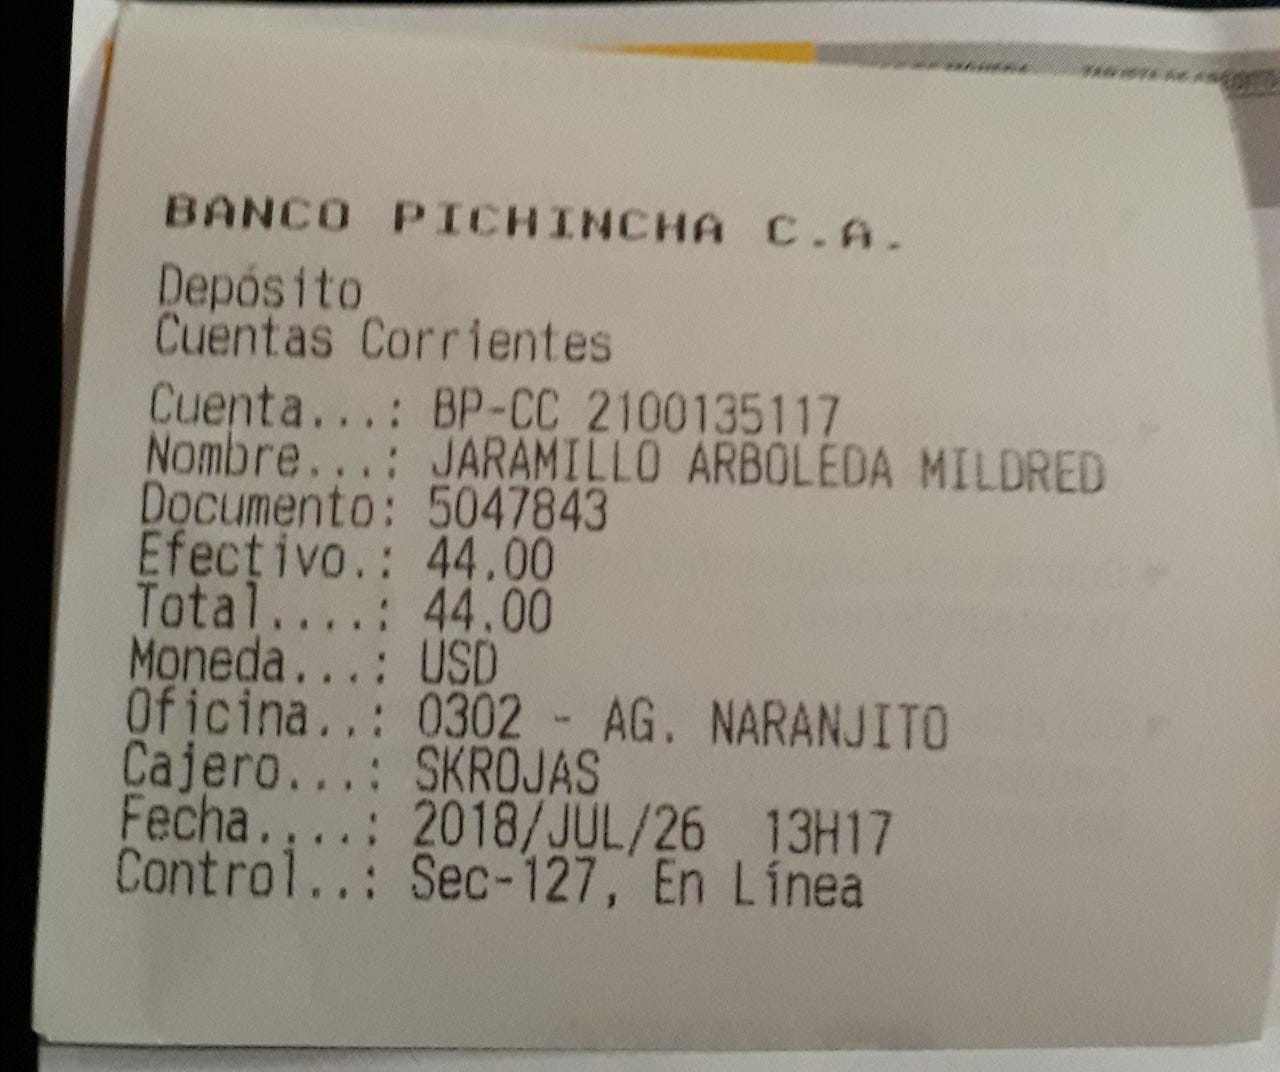 BANCO PICHINCHA C.A.
Depósito
Cuentas Corrientes
Cuenta...: BP-CC 2100135117
Nombre...: JARAMILLO ARBOLEDA MILDRED
Documento: 5047843
Efectivo.: 44.00
Total....: 44.00
Moneda...: USD
Oficina..: 0302 - AG. NARANJITO
Cajero...: SKROJAS
Fecha....: 2018/JUL/26  13H17
Control..: Sec-127, En Línea